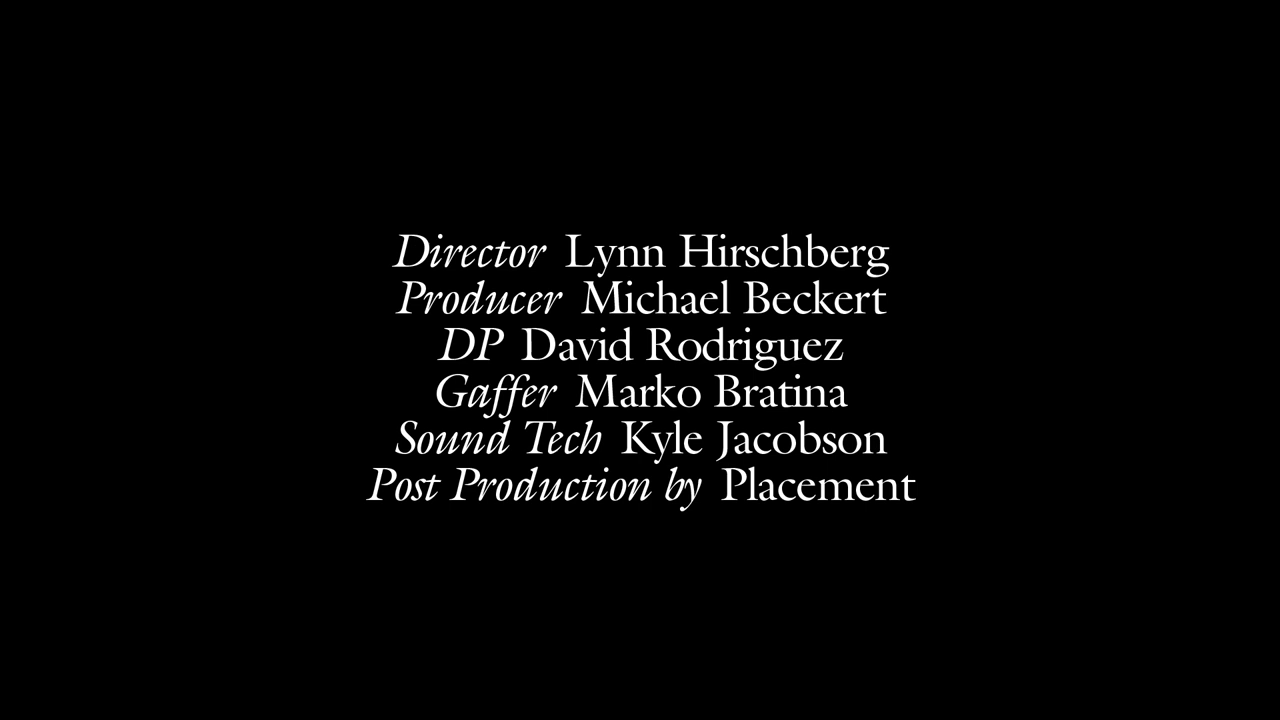 Director Lynn Hirschberg
Producer Michael Beckert
DP David Rodriguez
Gaffer Marko Bratina
Sound Tech Kyle Jacobson
Post Production by Placement